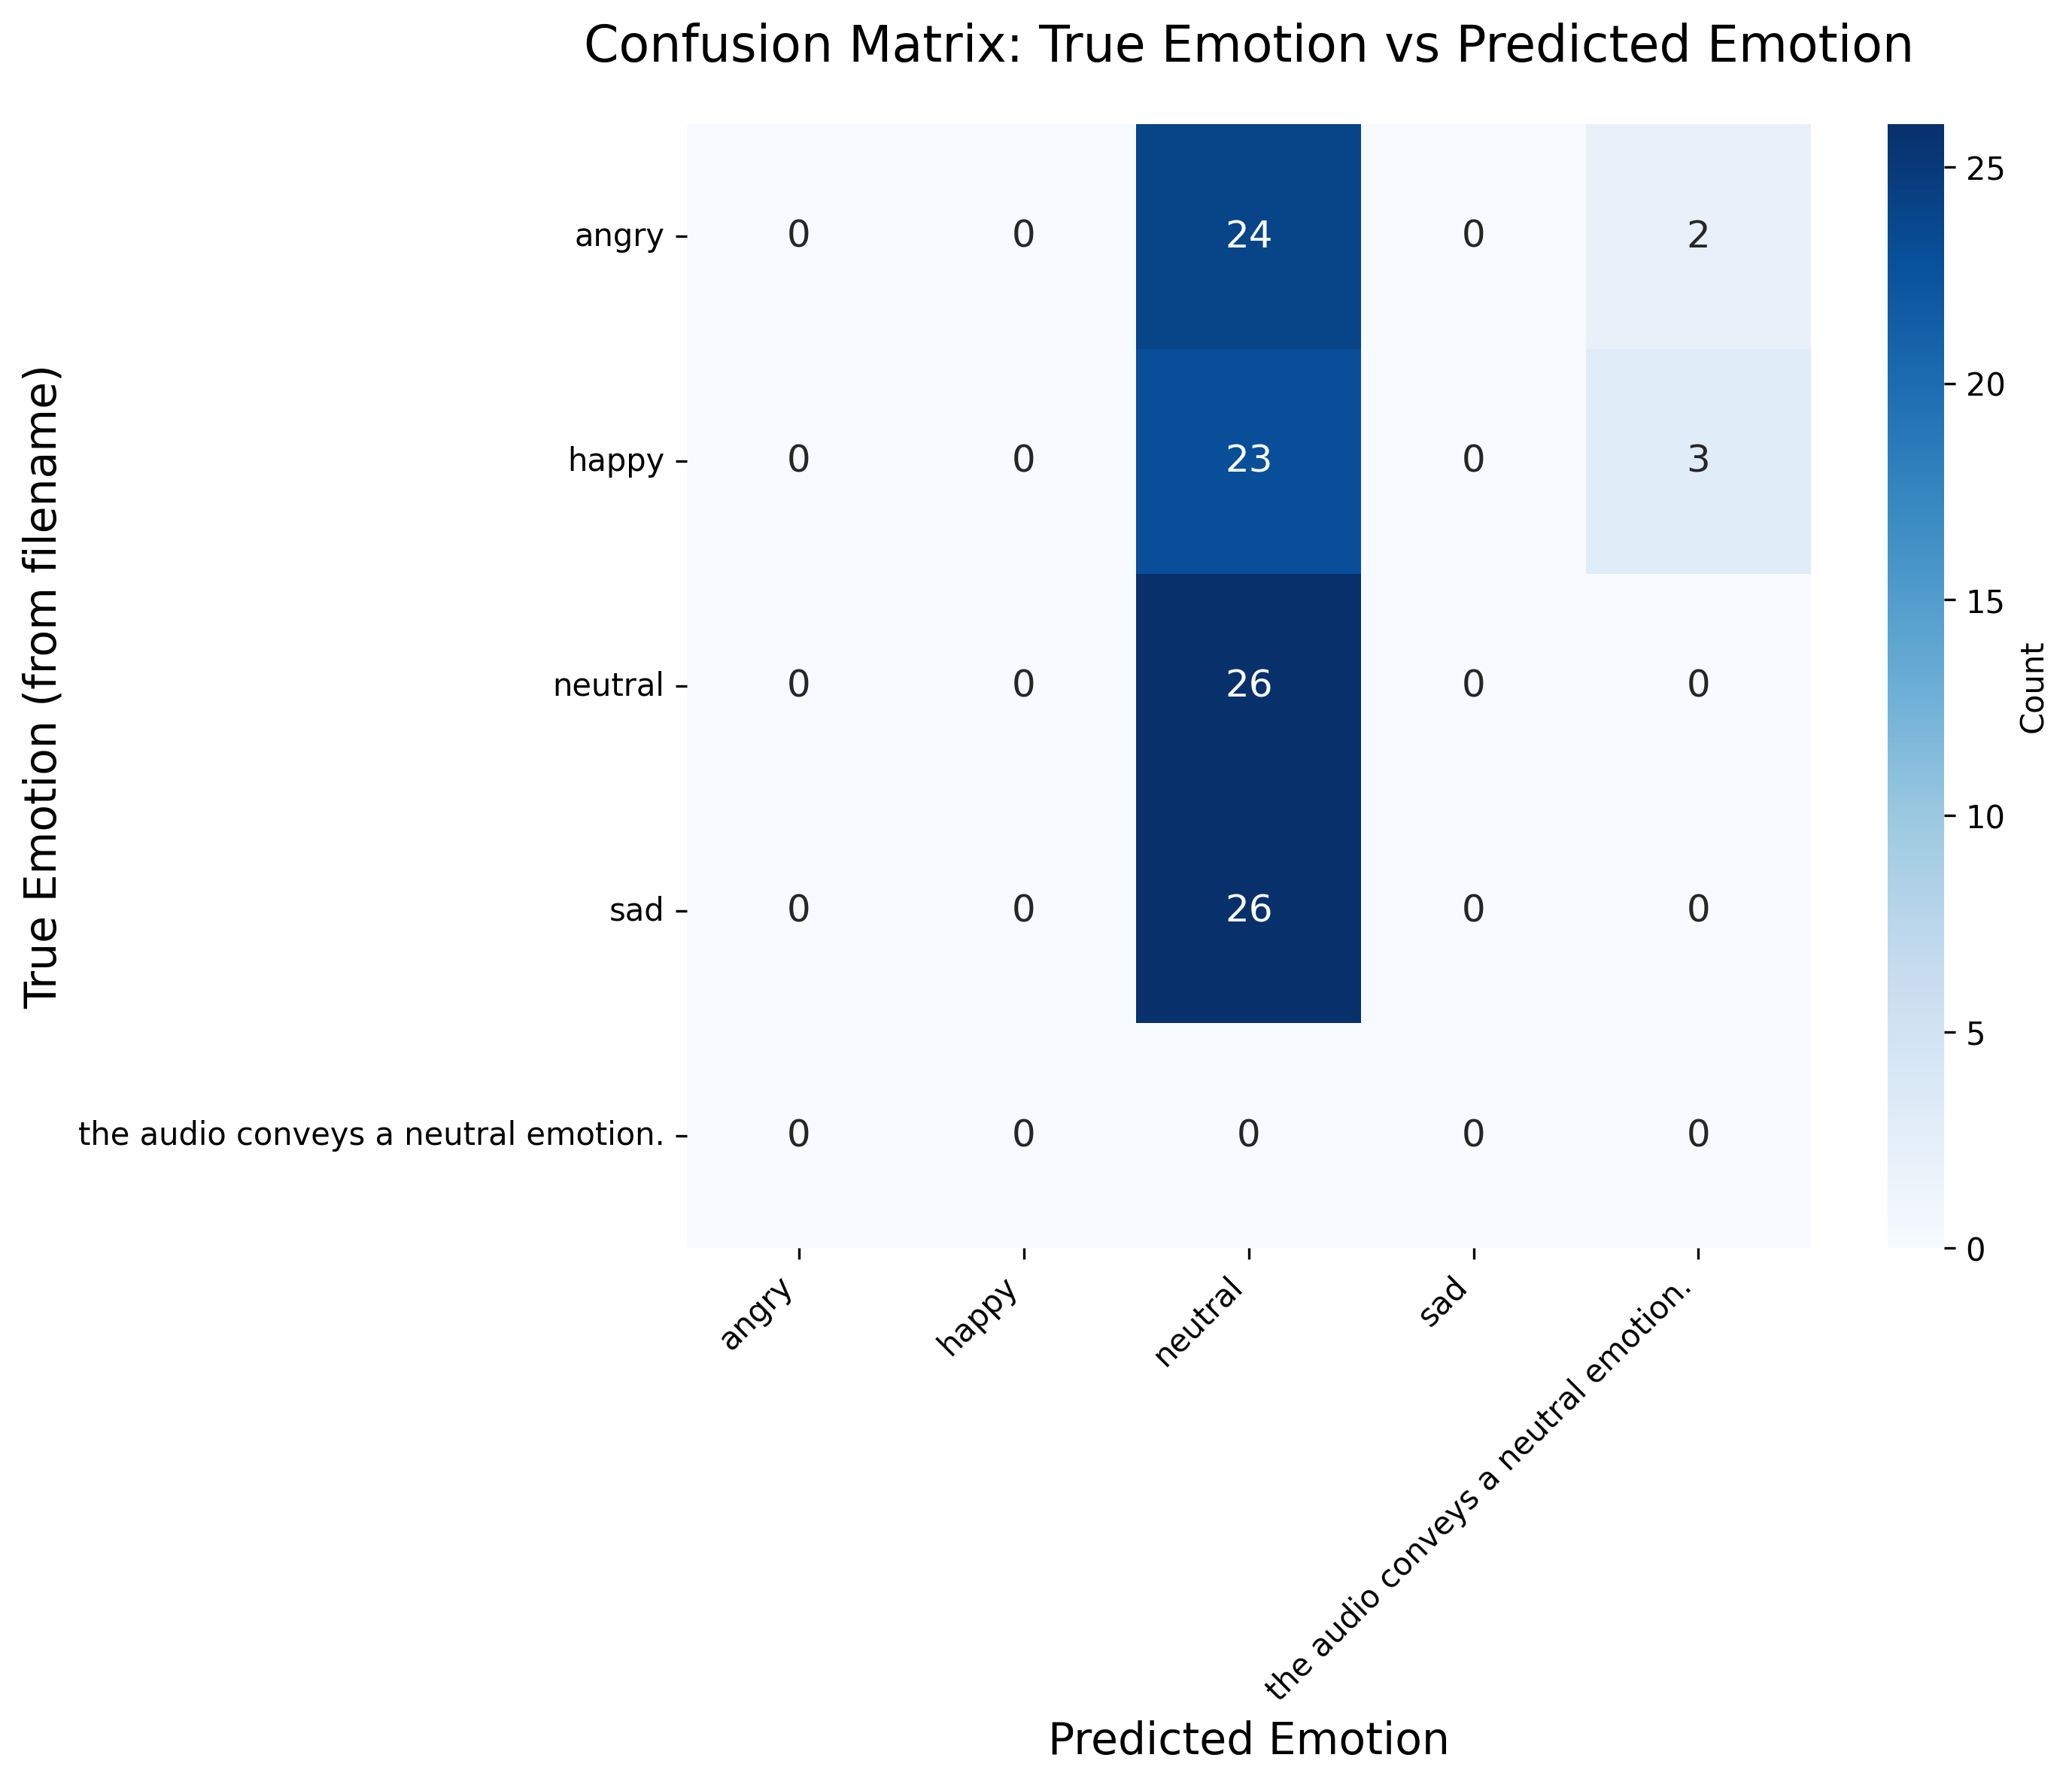 Confusion Matrix: True Emotion vs Predicted Emotion
True Emotion (from filename)
angry
0 0 24 0 2
happy
0 0 23 0 3
neutral
0 0 26 0 0
sad
0 0 26 0 0
the audio conveys a neutral emotion.
0 0 0 0 0
angry
happy
neutral
sad
the audio conveys a neutral emotion.
Predicted Emotion
25
20
15
10
5
0
Count